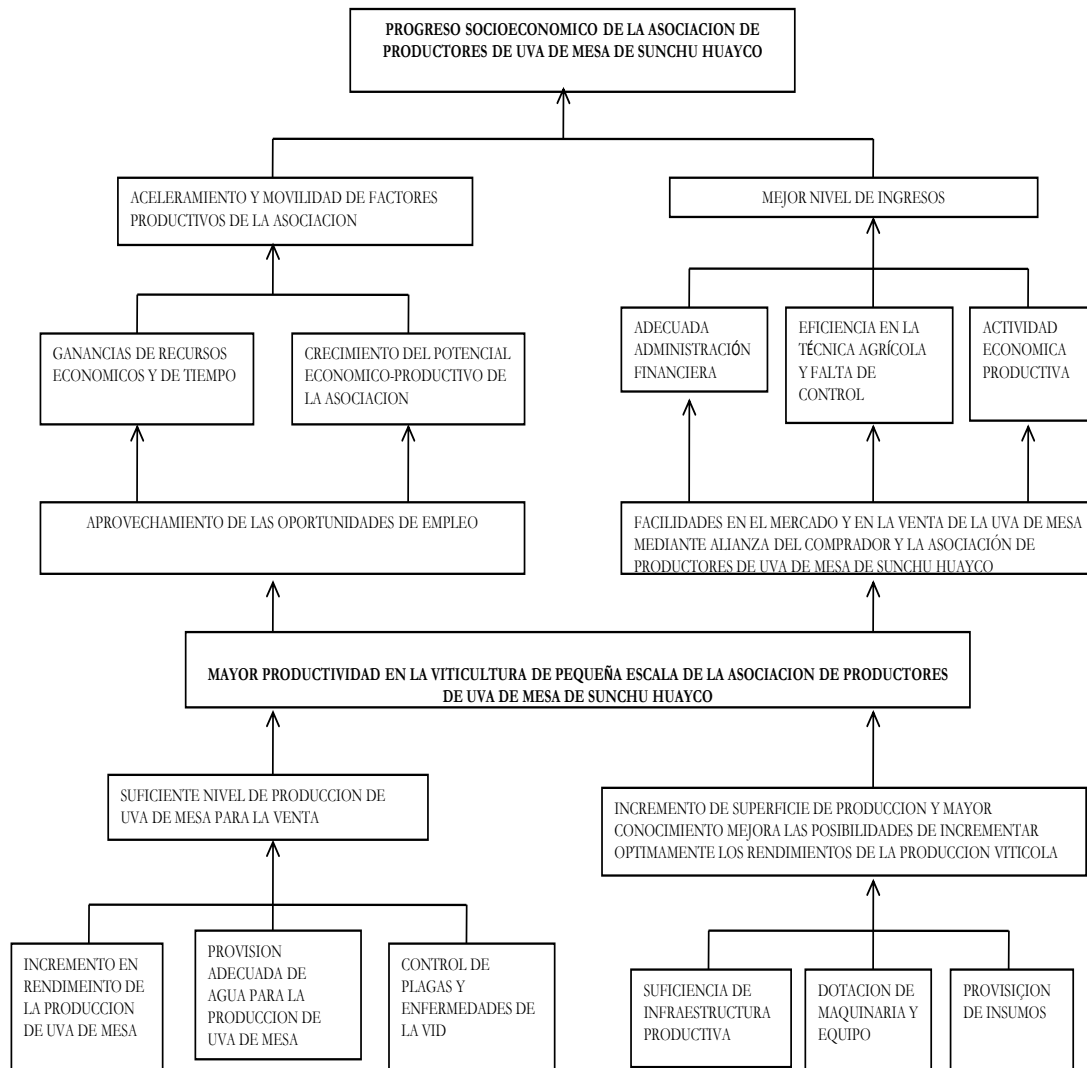 PROGRESO SOCIOECONOMICO DE LA ASOCIACION DE
PRODUCTORES DE UVA DE MESA DE SUNCHU HUAYCO
ACELERAMIENTO Y MOVILIDAD DE FACTORES
PRODUCTIVOS DE LA ASOCIACION
MEJOR NIVEL DE INGRESOS
GANANCIAS DE RECURSOS
ECONOMICOS Y DE TIEMPO
CRECIMIENTO DEL POTENCIAL
ECONOMICO-PRODUCTIVO DE
LA ASOCIACION
ADECUADA
ADMINISTRACIÓN
FINANCIERA
EFICIENCIA EN LA
TÉCNICA AGRÍCOLA
Y FALTA DE
CONTROL
ACTIVIDAD
ECONOMICA
PRODUCTIVA
APROVECHAMIENTO DE LAS OPORTUNIDADES DE EMPLEO
FACILIDADES EN EL MERCADO Y EN LA VENTA DE LA UVA DE MESA
MEDIANTE ALIANZA DEL COMPRADOR Y LA ASOCIACIÓN DE
PRODUCTORES DE UVA DE MESA DE SUNCHU HUAYCO
MAYOR PRODUCTIVIDAD EN LA VITICULTURA DE PEQUEÑA ESCALA DE LA ASOCIACION DE PRODUCTORES
DE UVA DE MESA DE SUNCHU HUAYCO
SUFICIENTE NIVEL DE PRODUCCION DE
UVA DE MESA PARA LA VENTA
INCREMENTO DE SUPERFICIE DE PRODUCCION Y MAYOR
CONOCIMIENTO MEJORA LAS POSIBILIDADES DE INCREMENTAR
OPTIMAMENTE LOS RENDIMIENTOS DE LA PRODUCCION VITICOLA
INCREMENTO EN
RENDIMEINTO DE
LA PRODUCCION
DE UVA DE MESA
PROVISION
ADECUADA DE
AGUA PARA LA
PRODUCCION DE
UVA DE MESA
CONTROL DE
PLAGAS Y
ENFERMEDADES DE
LA VID
SUFICIENCIA DE
INFRAESTRUCTURA
PRODUCTIVA
DOTACION DE
MAQUINARIA Y
EQUIPO
PROVISIÇION
DE INSUMOS